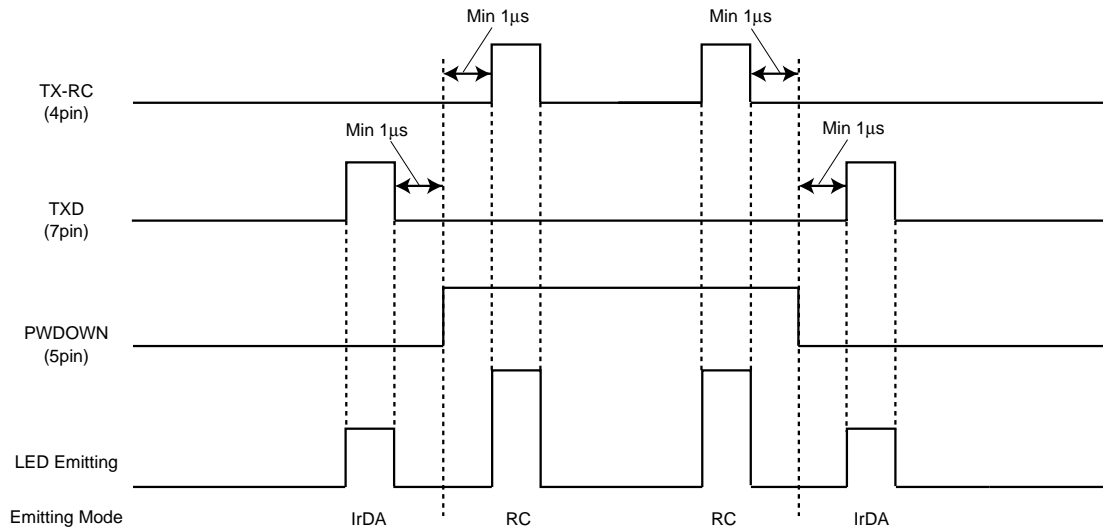 Min 1μs
Min 1μs
TX-RC
(4pin)
Min 1μs
Min 1μs
TXD
(7pin)
PWDOWN
(5pin)
LED Emitting
Emitting Mode
IrDA
RC
RC
IrDA